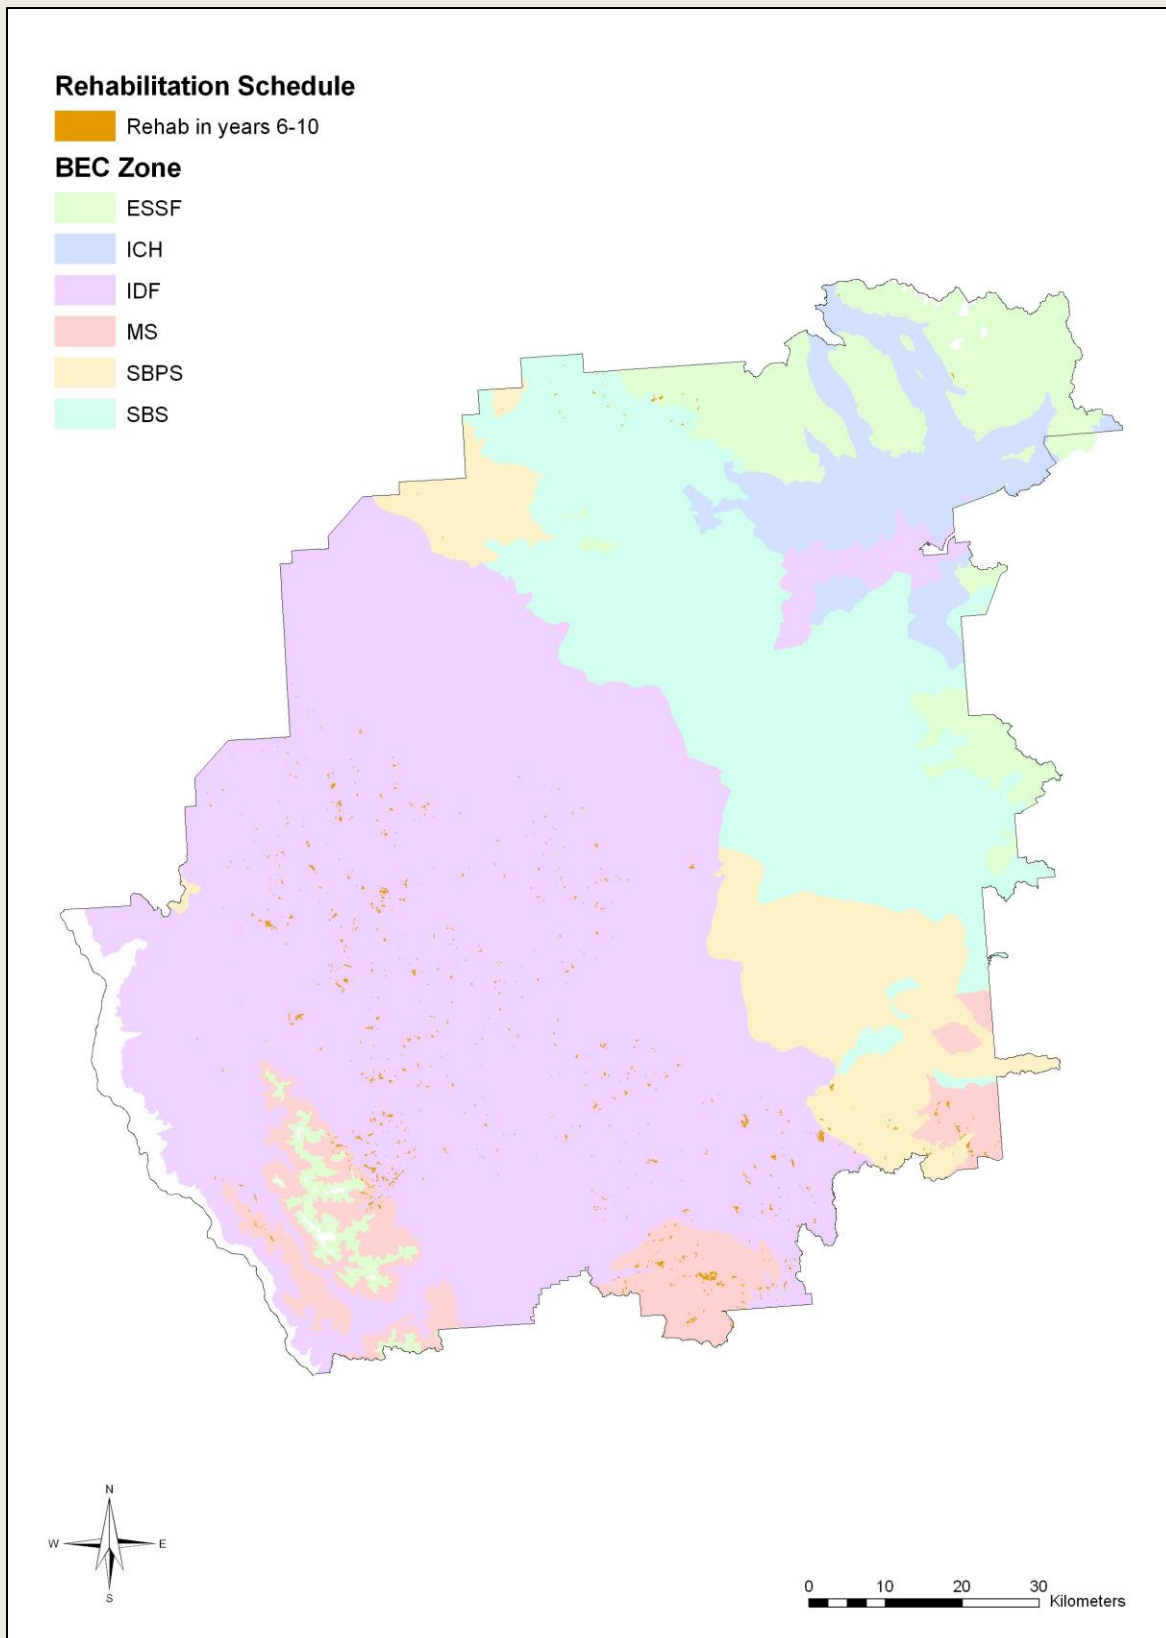 Rehabilitation Schedule
Rehab in years 6-10
BEC Zone
ESSF
ICH
IDF
MS
SBPS
SBS
N
W E
S
0 10 20 30
Kilometers